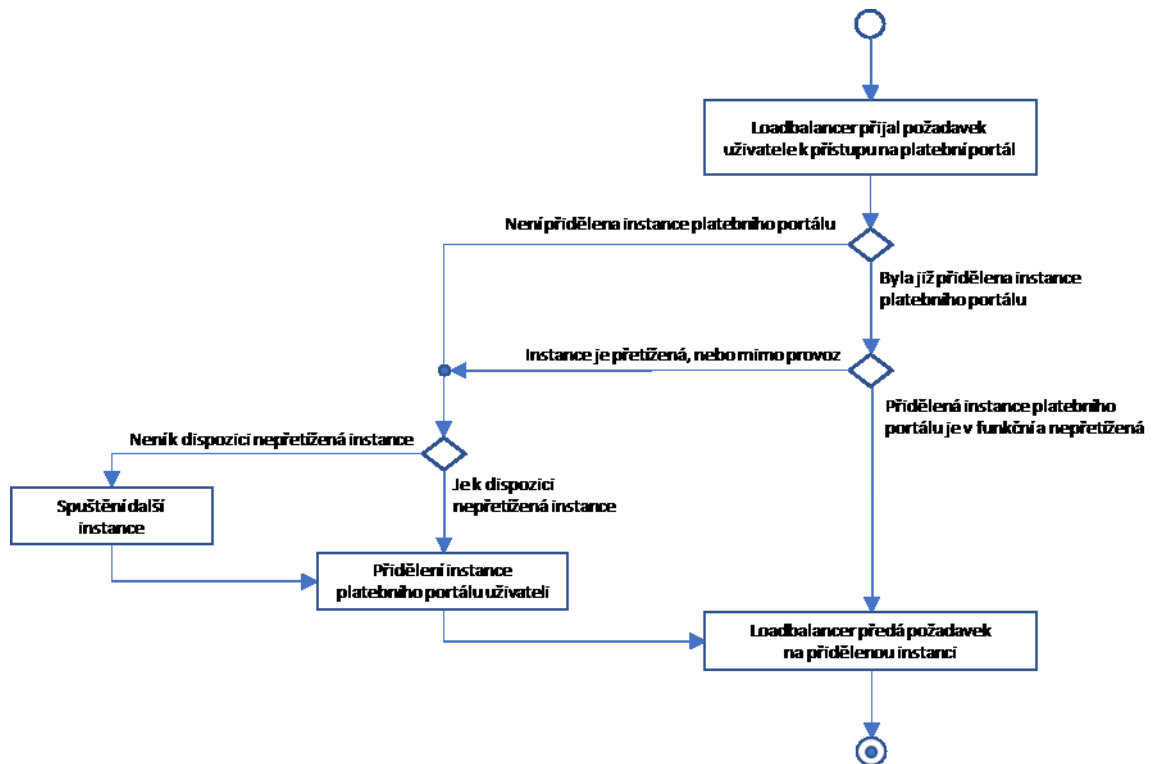 Loadbalancer přijal požadavek
uživatele k přístupu na platební portál
Není přidělena instance platebního portálu
Byla již přidělena instance
platebního portálu
Instance je přetížená, nebo mimo provoz
Přidělená instance platebního
portálu je v funkční a nepřetížená
Není k dispozici nepřetížená instance
Je k dispozici
nepřetížená instance
Spuštění další
instance
Přidělení instance
platebního portálu uživateli
Loadbalancer předá požadavek
na přidělenou instanci